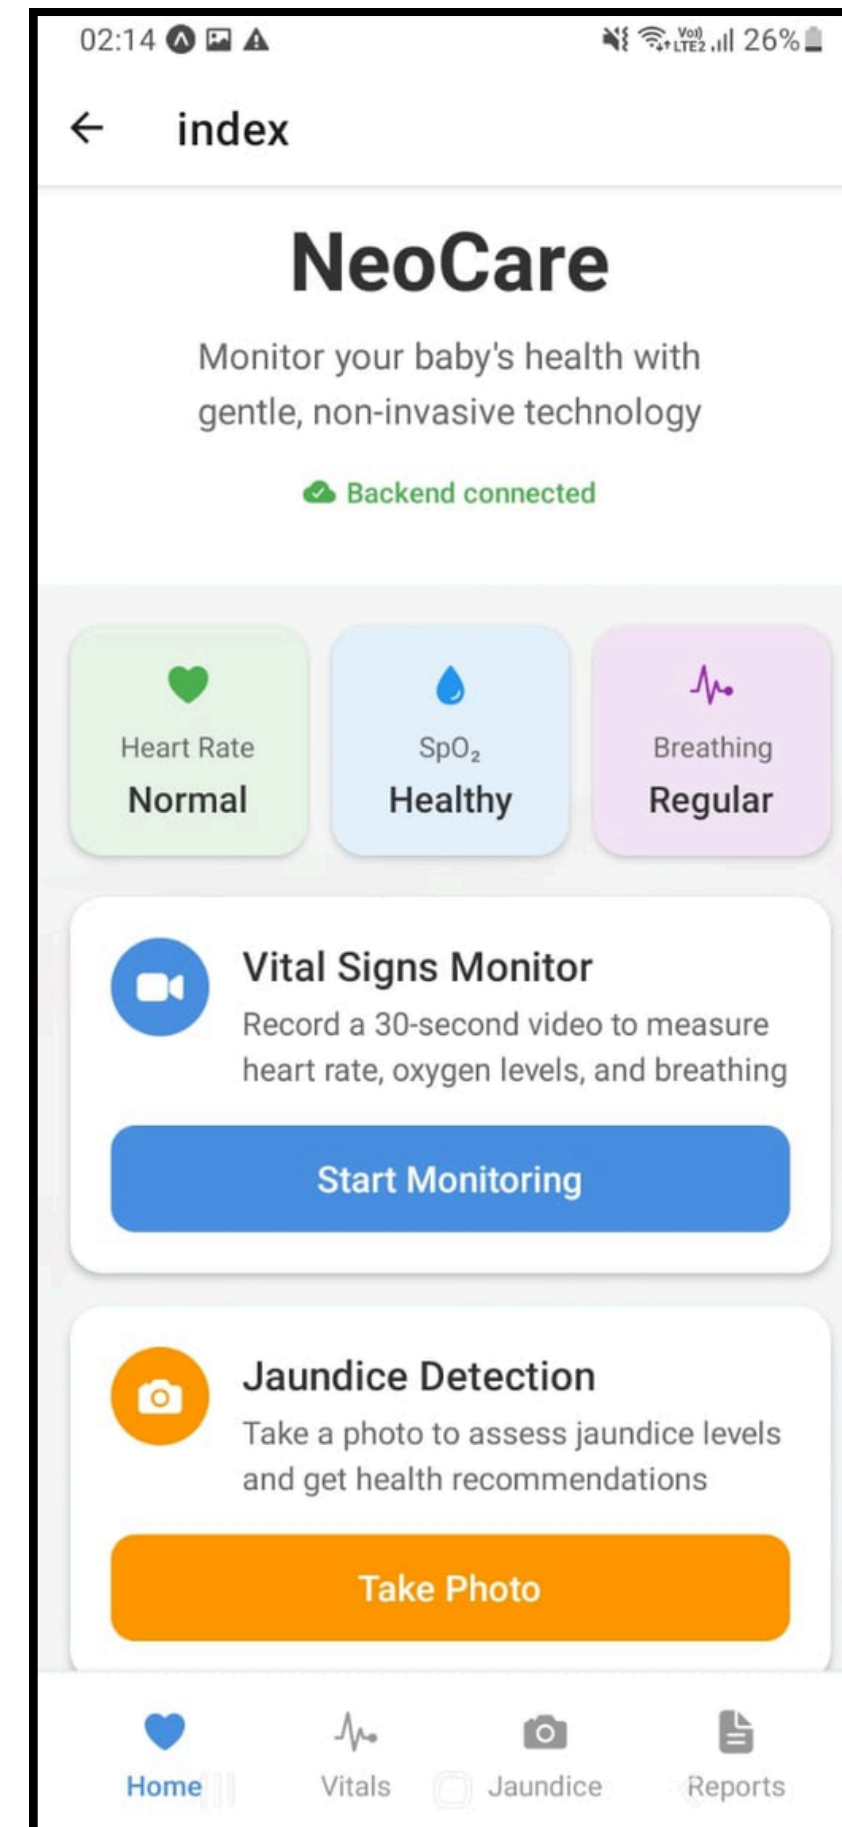 02:14 26%
Vo)) LTE2
index
NeoCare
Monitor your baby's health with
gentle, non-invasive technology
Backend connected
Heart Rate SpO₂ Breathing
Normal Healthy Regular
Vital Signs Monitor
Record a 30-second video to measure
heart rate, oxygen levels, and breathing
Start Monitoring
Jaundice Detection
Take a photo to assess jaundice levels
and get health recommendations
Take Photo
Home Vitals Jaundice Reports